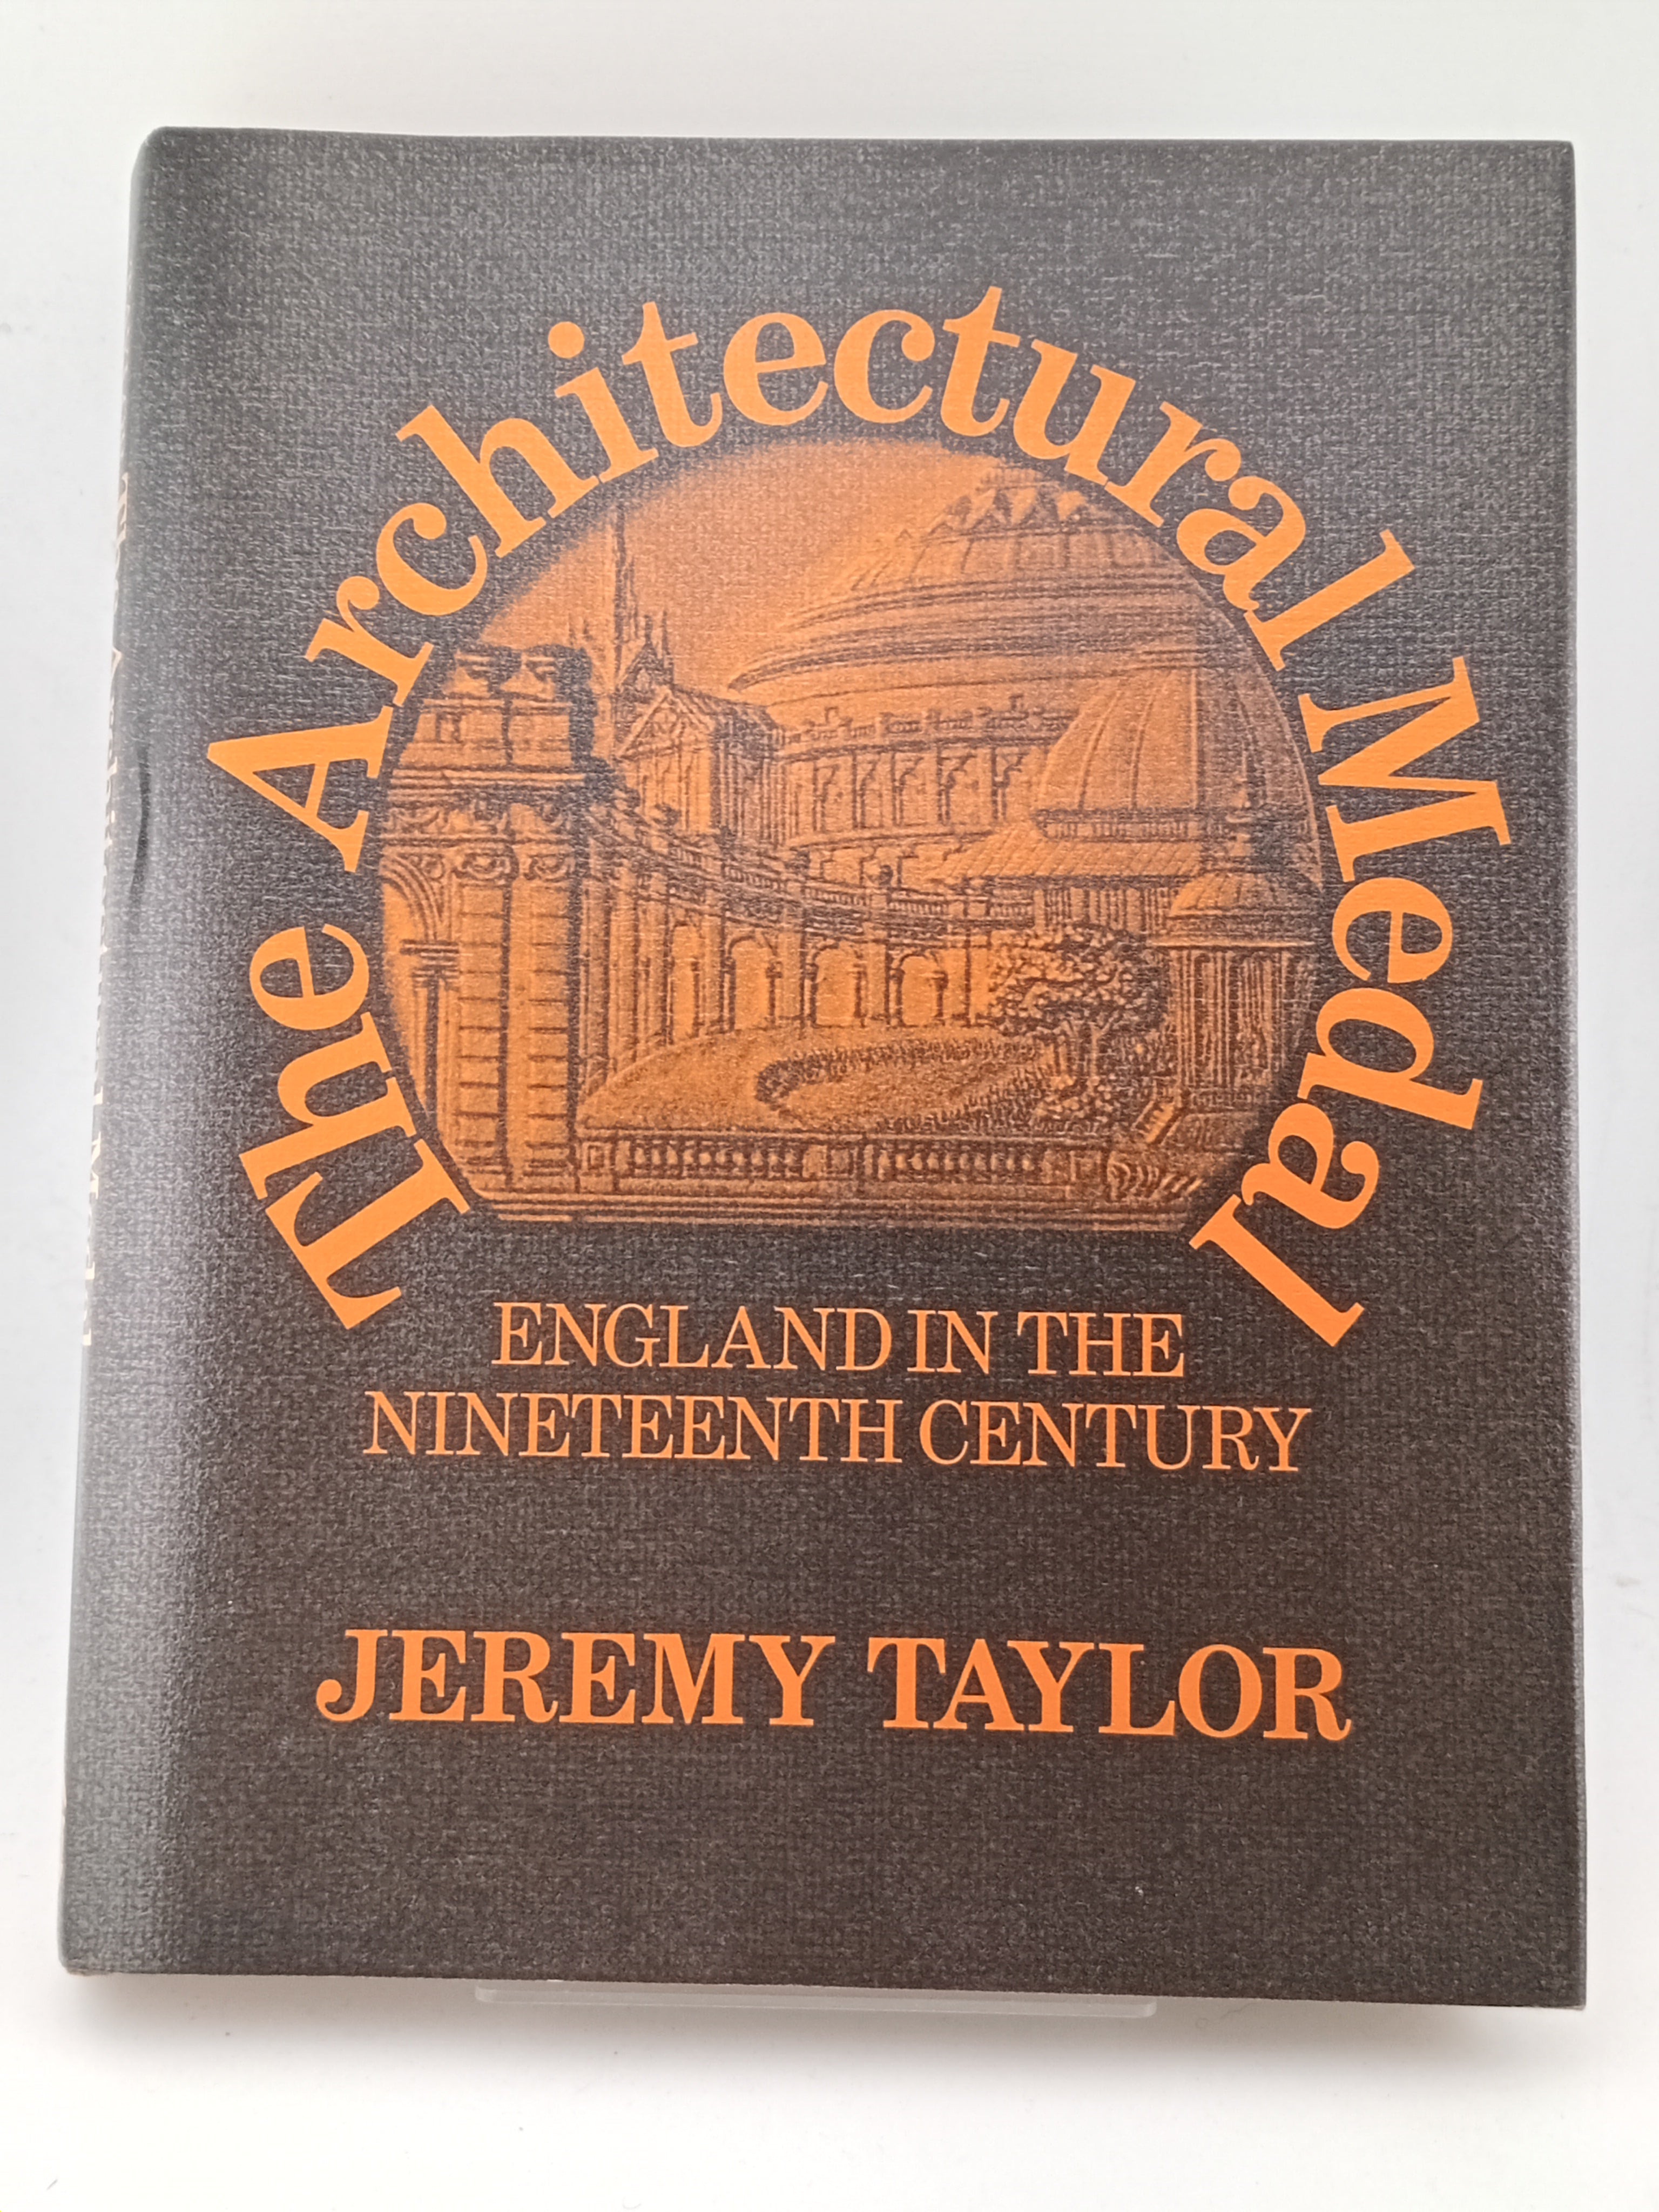 The Architectural Medal
ENGLAND IN THE
NINETEENTH CENTURY
JEREMY TAYLOR